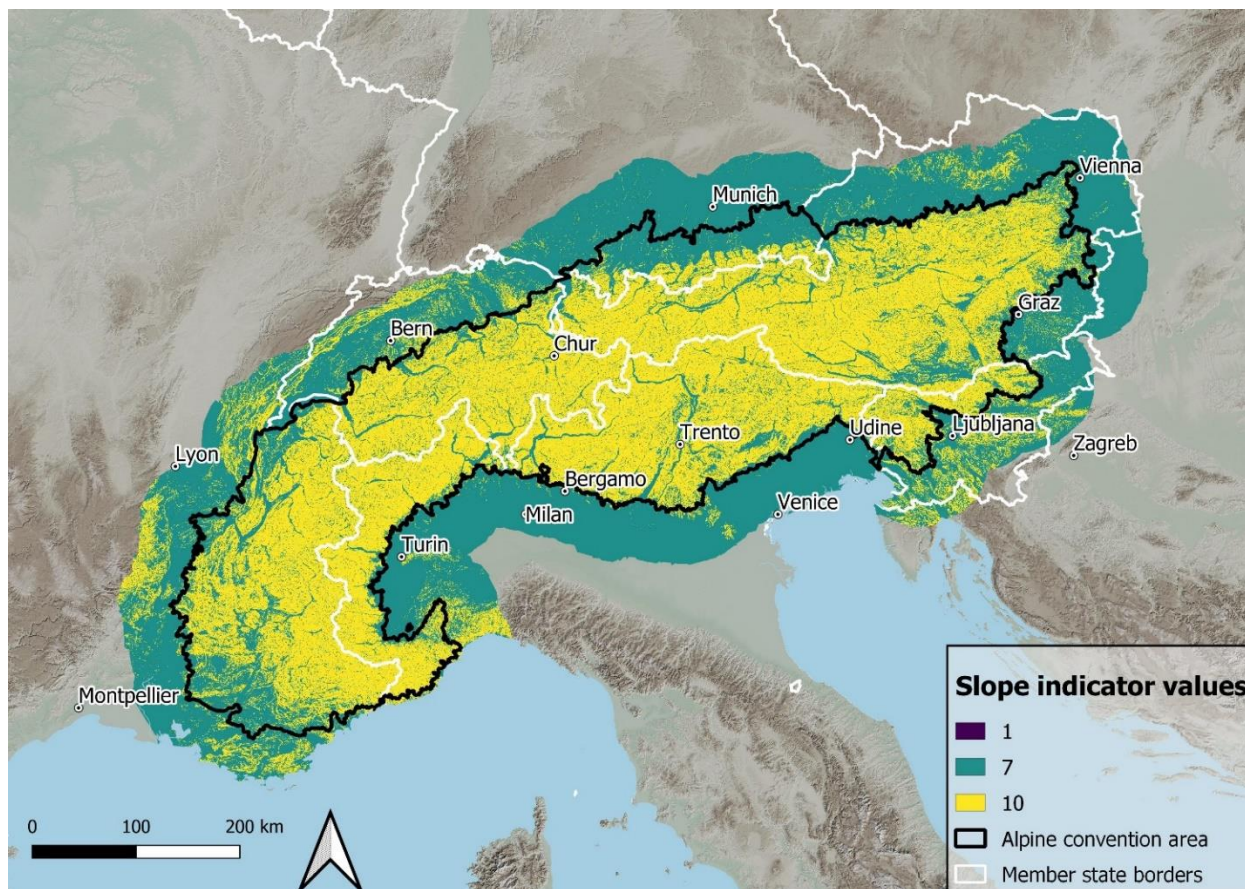 Vienna
Munich
Graz
Bern
Chur
Trento
Udine
Ljubljana
Zagreb
Lyon
Bergamo
Milan
Venice
Turin
Montpellier
Slope indicator values
1
7
10
Alpine convention area
Member state borders
0 100 200 km